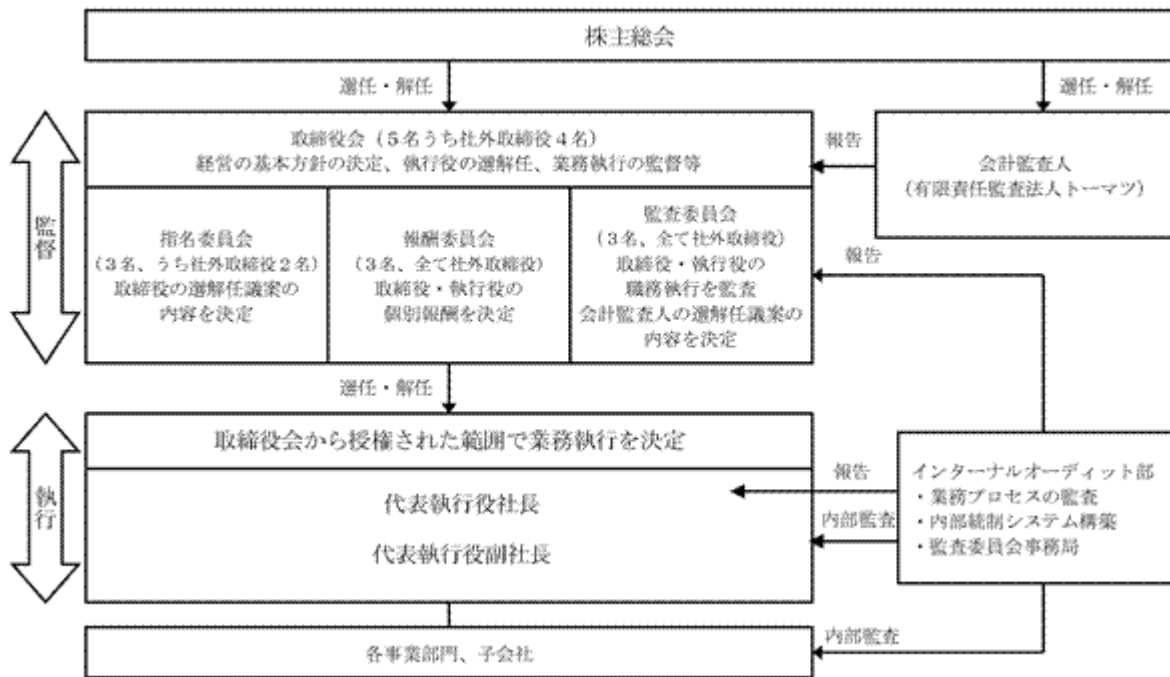 株主総会
選任・解任
選任・解任
監督
取締役会（5名うち社外取締役4名）
経営の基本方針の決定、執行役の選解任、業務執行の監督等
報告
会計監査人
（有限責任監査法人トーマツ）
指名委員会
（3名、うち社外取締役2名）
取締役の選解任議案の
内容を決定
報酬委員会
（3名、全て社外取締役）
取締役・執行役の
個別報酬を決定
監査委員会
（3名、全て社外取締役）
取締役・執行役の
職務執行を監査
会計監査人の選解任議案の
内容を決定
報告
選任・解任
執行
取締役会から授権された範囲で業務執行を決定
代表執行役社長
代表執行役副社長
報告
内部監査
インターナルオーディット部
・業務プロセスの監査
・内部統制システム構築
・監査委員会事務局
各事業部門、子会社
内部監査